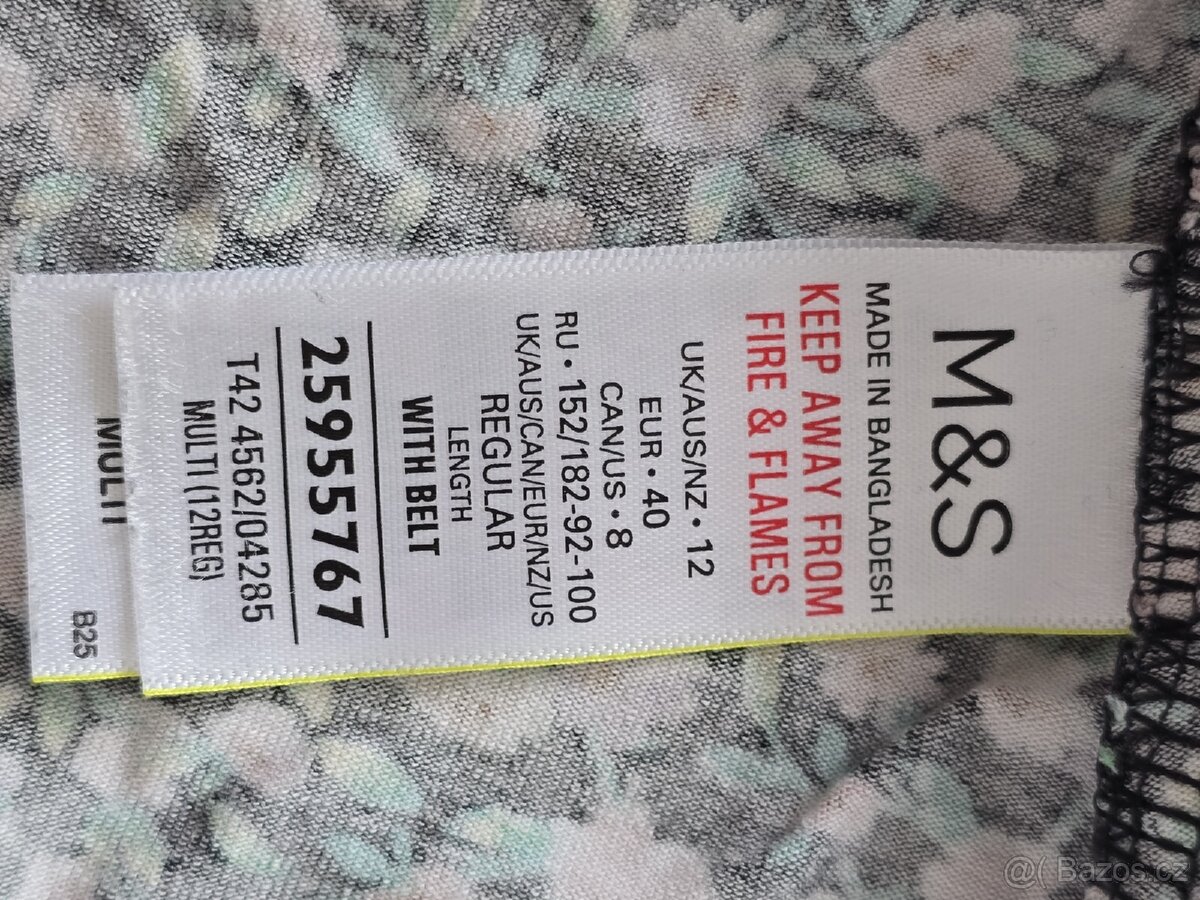 M&S
MADE IN BANGLADESH
KEEP AWAY FROM
FIRE & FLAMES
UK/AUS/NZ • 12
EUR • 40
CAN/US • 8
RU • 152/182-92-100
UK/AUS/CAN/EUR/NZ/US
REGULAR
LENGTH
WITH BELT
25955767
T42 4562/04285
MULTI (12REG)
MULTI
B25
@( Bazos.cz